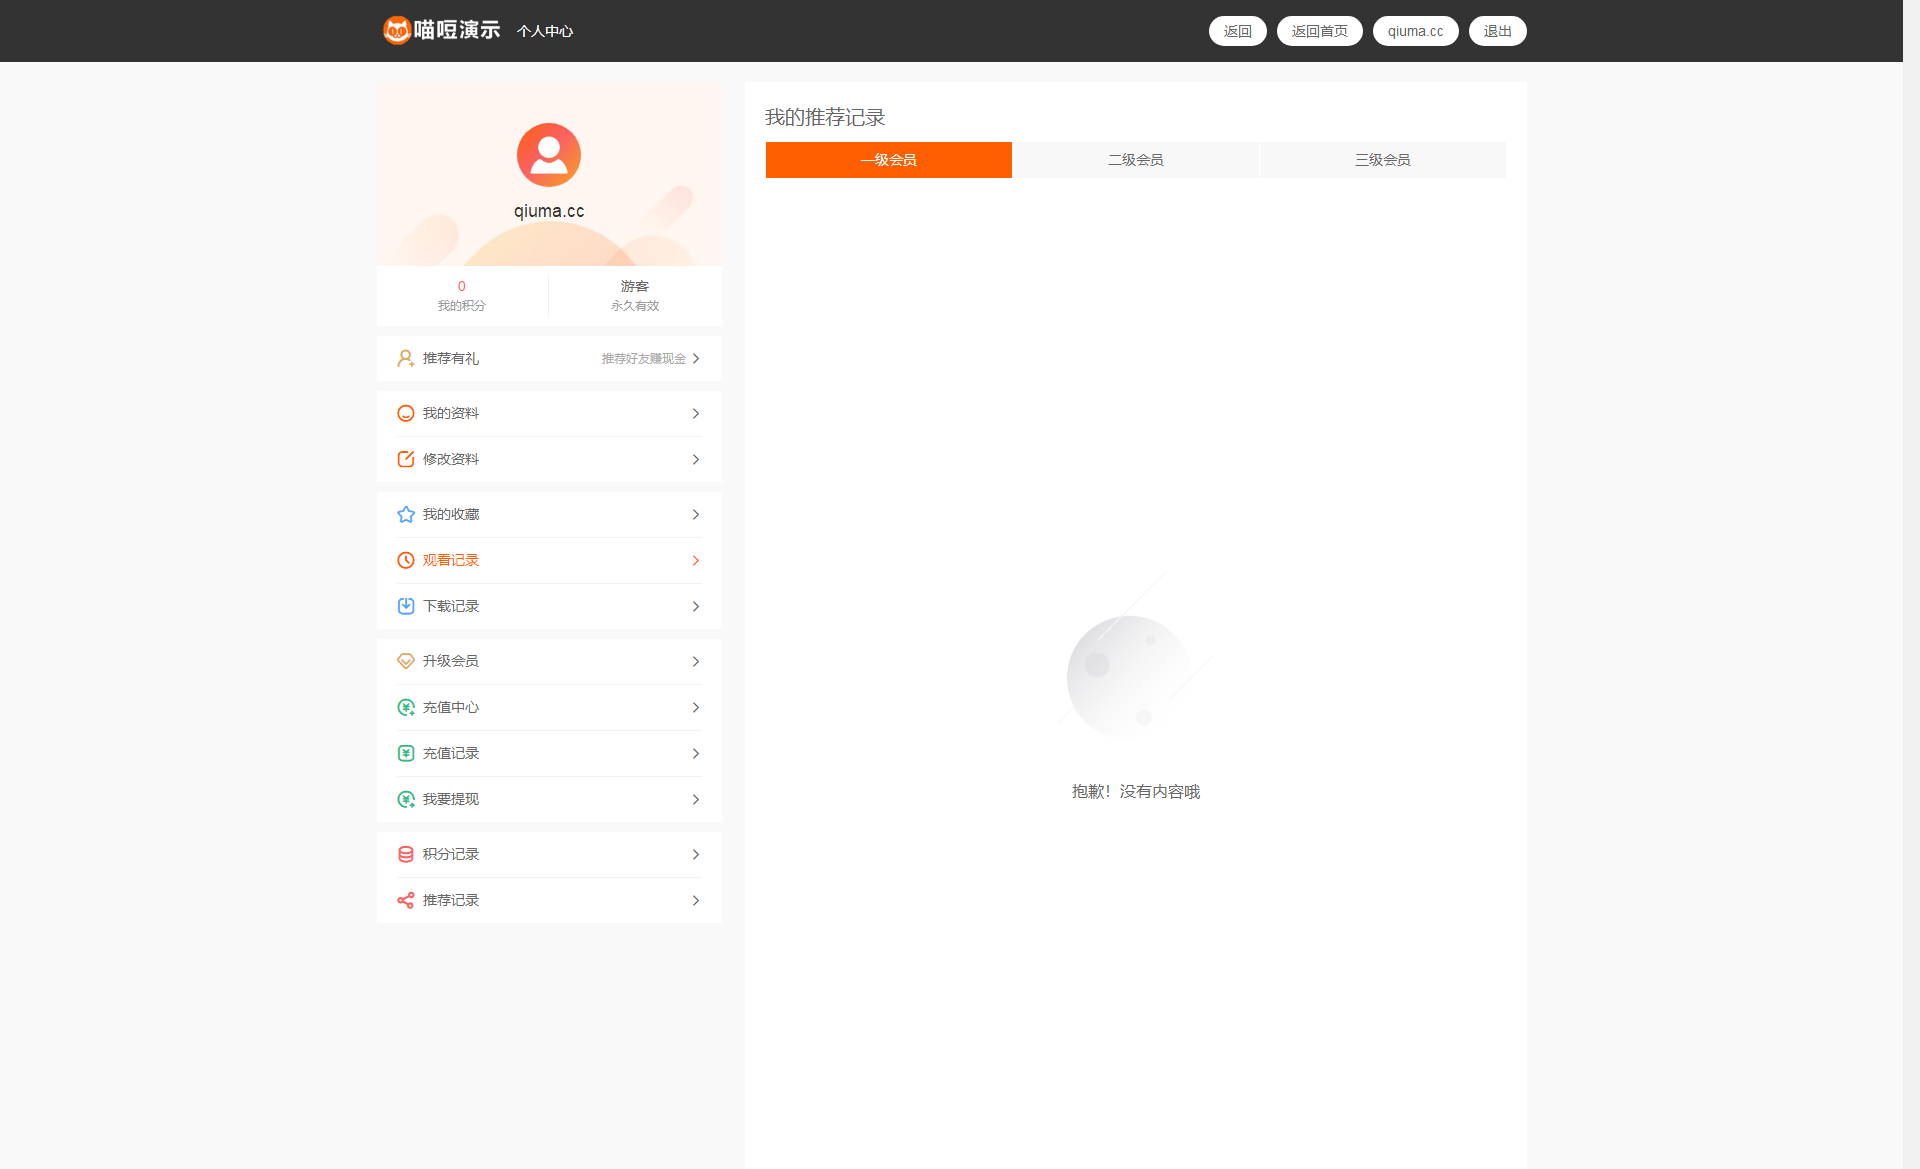 喵哒演示
个人中心
返回
返回首页
qiuma.cc
退出
qiuma.cc
0
我的积分
游客
永久有效
推荐有礼
推荐好友赚现金
我的资料
修改资料
我的收藏
观看记录
下载记录
升级会员
充值中心
充值记录
我要提现
积分记录
推荐记录
我的推荐记录
一级会员
二级会员
三级会员
抱歉！没有内容哦